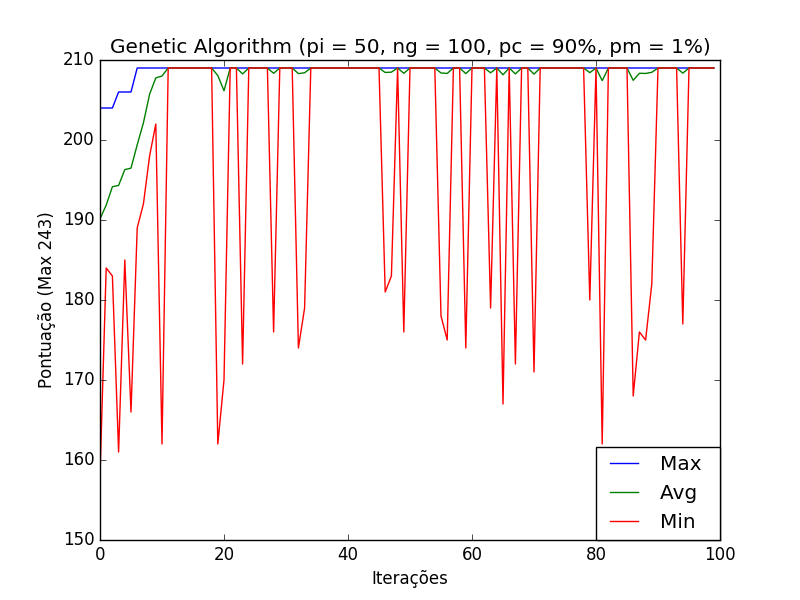 Genetic Algorithm (pi = 50, ng = 100, pc = 90%, pm = 1%)
210
200
190
180
170
160
150
Pontuação (Max 243)
0 20 40 60 80 100
Iterações
Max
Avg
Min